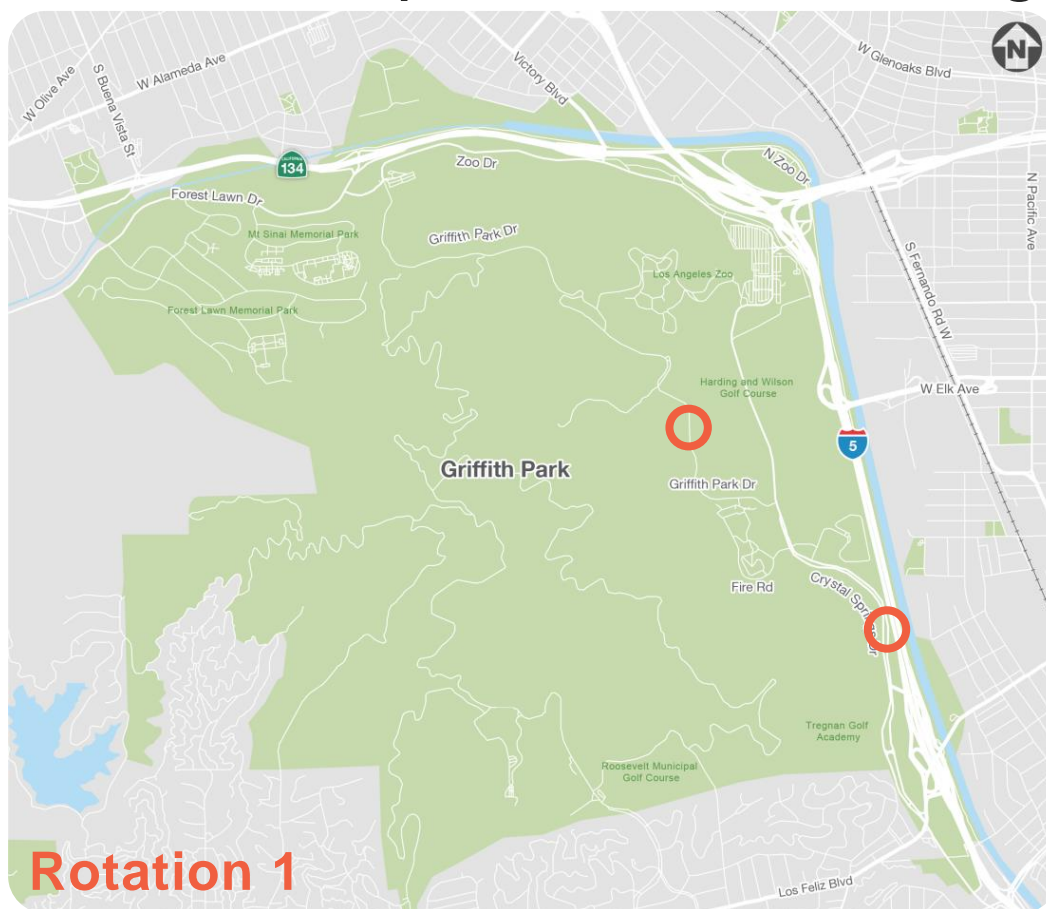 W Olive Ave
S Buena Vista St
W Alameda Ave
Victory Blvd
W Glenoaks Blvd
N
CALIFORNIA
134
Zoo Dr
N Zoo Dr
N Pacific Ave
Forest Lawn Dr
Mt Sinai Memorial Park
Griffith Park Dr
Los Angeles Zoo
S Fernando Rd W
Forest Lawn Memorial Park
Harding and Wilson
Golf Course
W Elk Ave
5
Griffith Park
Griffith Park Dr
Fire Rd
Crystal Springs Dr
Tregnan Golf
Academy
Roosevelt Municipal
Golf Course
Rotation 1
Los Feliz Blvd